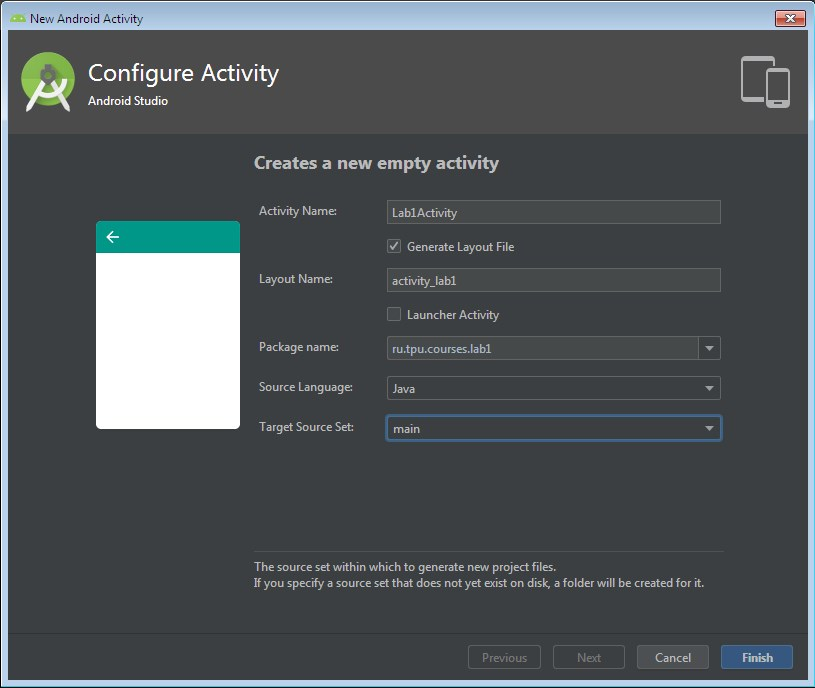 New Android Activity
Configure Activity
Android Studio
Creates a new empty activity
Activity Name:
Lab1Activity
Generate Layout File
Layout Name:
activity_lab1
Launcher Activity
Package name:
ru.tpu.courses.lab1
Source Language:
Java
Target Source Set:
main
The source set within which to generate new project files.
If you specify a source set that does not yet exist on disk, a folder will be created for it.
Previous
Next
Cancel
Finish